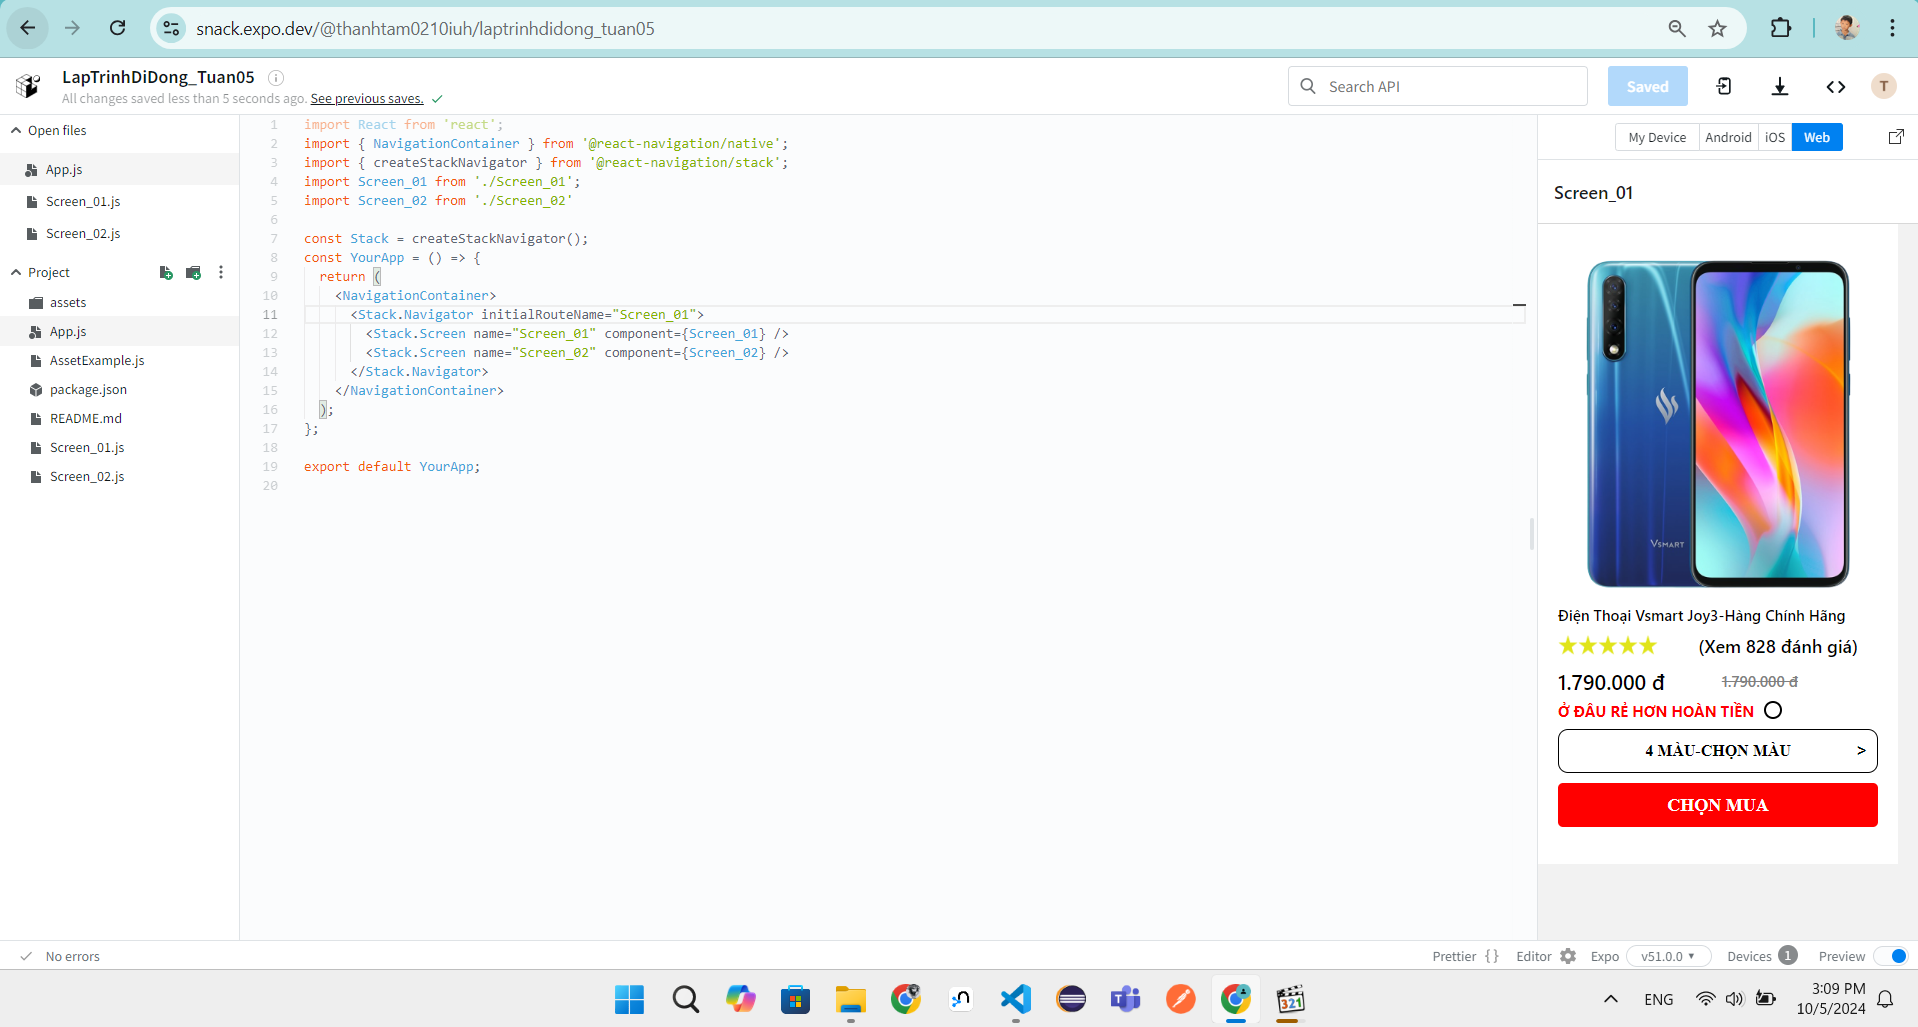 snack.expo.dev/@thanhtam0210iuh/laptrinhdidong_tuan05
LapTrinhDiDong_Tuan05
All changes saved less than 5 seconds ago. See previous saves.
Search API
Saved
T
Open files
App.js
Screen_01.js
Screen_02.js
Project
assets
App.js
AssetExample.js
package.json
README.md
Screen_01.js
Screen_02.js
1 import React from 'react';
2 import { NavigationContainer } from '@react-navigation/native';
3 import { createStackNavigator } from '@react-navigation/stack';
4 import Screen_01 from './Screen_01';
5 import Screen_02 from './Screen_02'
6
7 const Stack = createStackNavigator();
8 const YourApp = () => {
9 return (
10 <NavigationContainer>
11 <Stack.Navigator initialRouteName="Screen_01">
12 <Stack.Screen name="Screen_01" component={Screen_01} />
13 <Stack.Screen name="Screen_02" component={Screen_02} />
14 </Stack.Navigator>
15 </NavigationContainer>
16 );
17 };
18
19 export default YourApp;
20
My Device Android iOS Web
Screen_01
VSMART
Điện Thoại Vsmart Joy3-Hàng Chính Hãng
(Xem 828 đánh giá)
1.790.000 đ 1.790.000 đ
Ở ĐÂU RẺ HƠN HOÀN TIỀN
4 MÀU-CHỌN MÀU >
CHỌN MUA
No errors
Prettier { } Editor Expo v51.0.0 Devices 1 Preview
321
ENG
3:09 PM
10/5/2024